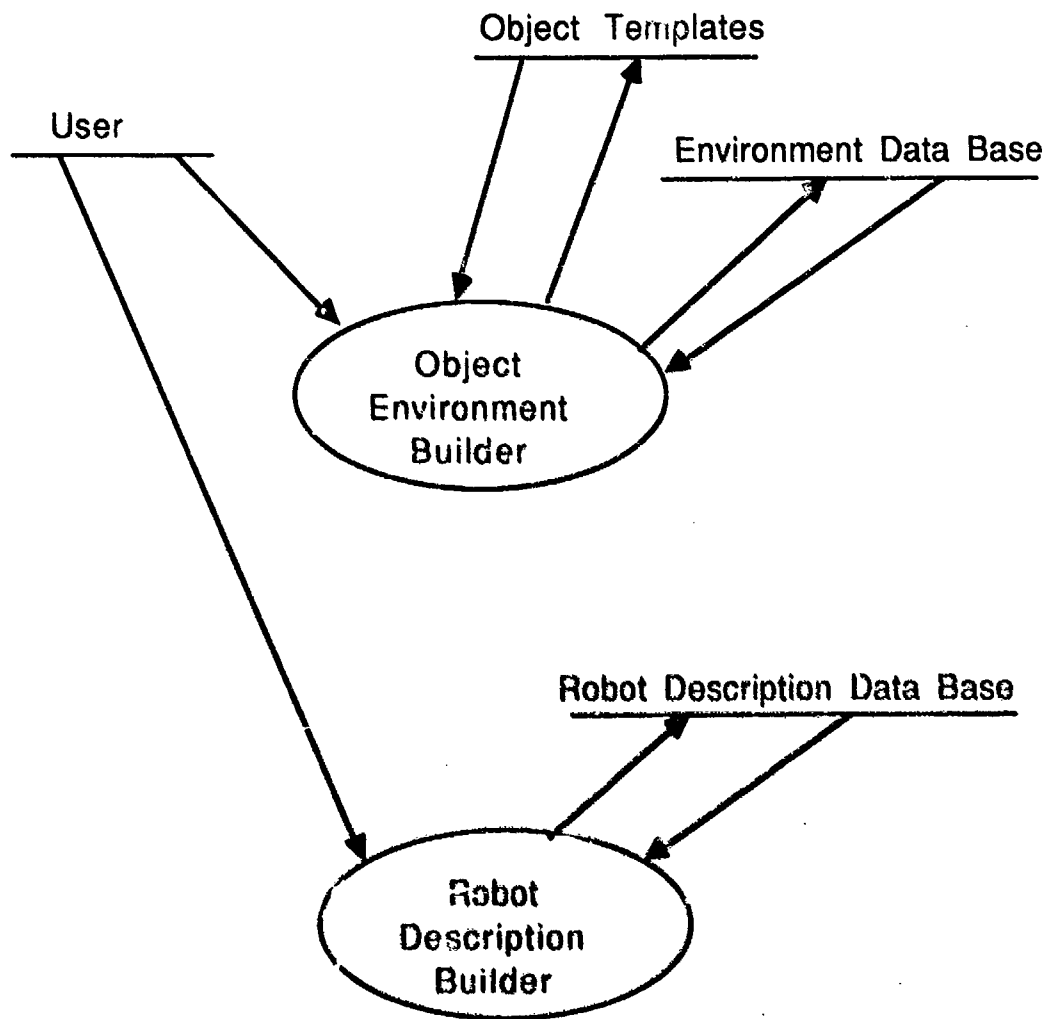 Object Templates
User
Environment Data Base
Object
Environment
Builder
Robot Description Data Base
Robot
Description
Builder